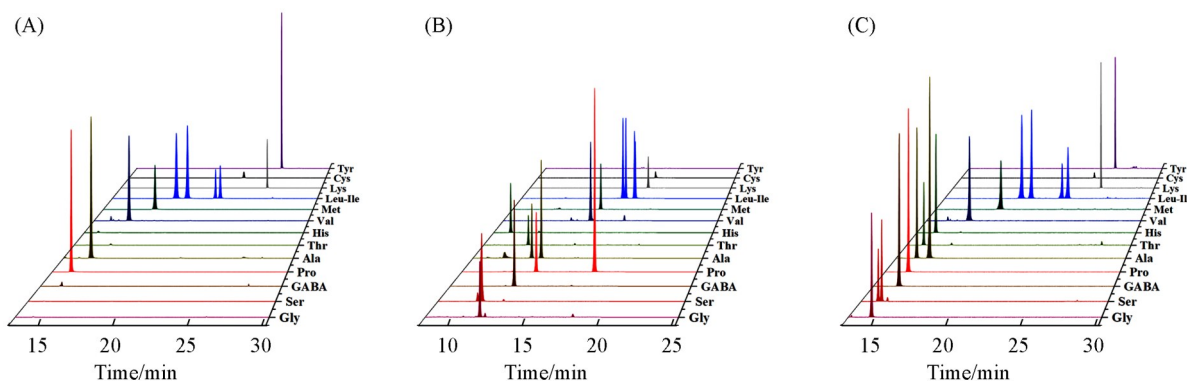 (A)
Tyr
Cys
Lys
Leu-Ile
Met
Val
His
Thr
Ala
Pro
GABA
Ser
Gly
15 20 25 30
Time/min
(B)
Tyr
Cys
Lys
Leu-Ile
Met
Val
His
Thr
Ala
Pro
GABA
Ser
Gly
10 15 20 25
Time/min
(C)
Tyr
Cys
Lys
Leu-Ile
Met
Val
His
Thr
Ala
Pro
GABA
Ser
Gly
15 20 25 30
Time/min